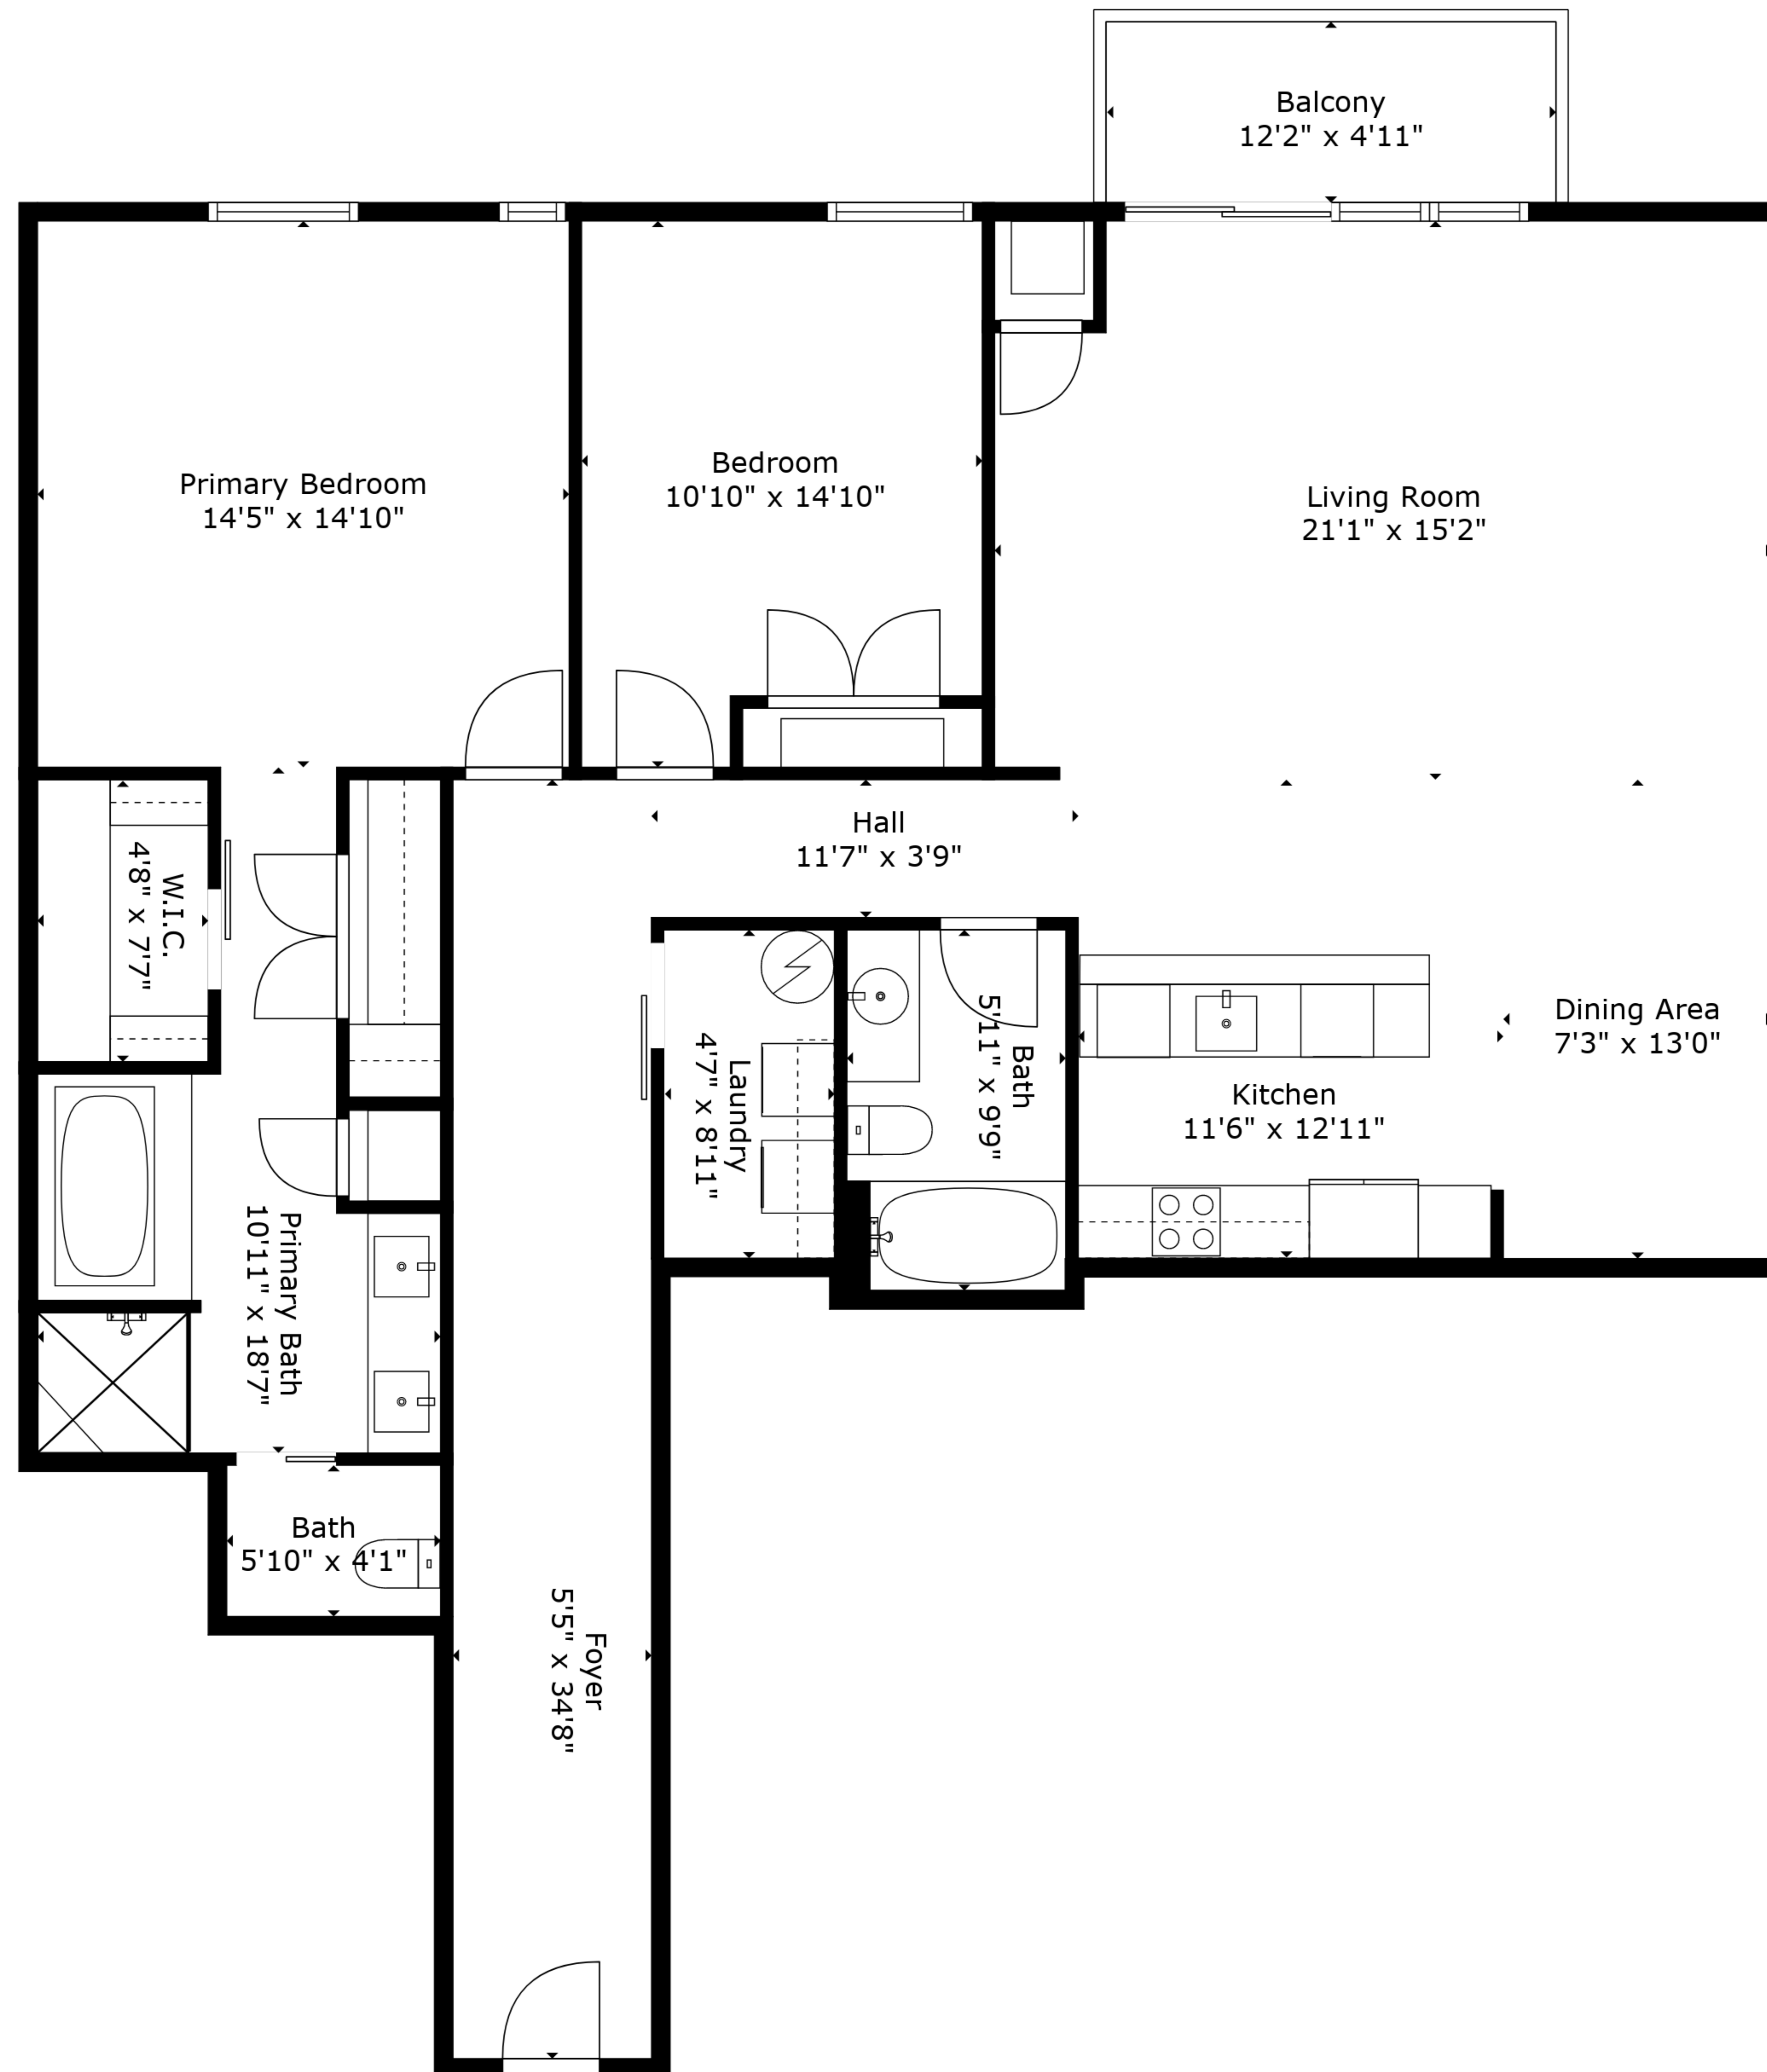 Balcony
12'2" x 4'11"
Primary Bedroom
14'5" x 14'10"
Bedroom
10'10" x 14'10"
Living Room
21'1" x 15'2"
Hall
11'7" x 3'9"
W.I.C.
4'8" x 7'7"
Laundry
4'7" x 8'11"
Bath
5'11" x 9'9"
Dining Area
7'3" x 13'0"
Kitchen
11'6" x 12'11"
Primary Bath
10'11" x 18'7"
Bath
5'10" x 4'1"
Foyer
5'5" x 34'8"